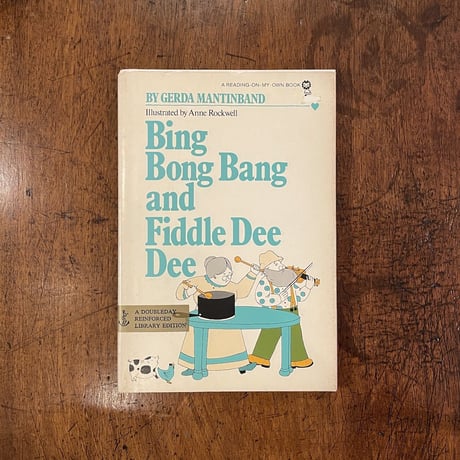 A READING-ON-MY-OWN BOOK
BY GERDA MANTINBAND
Illustrated by Anne Rockwell
Bing
Bong Bang
and
Fiddle Dee
Dee
A DOUBLEDAY
REINFORCED
LIBRARY EDITION